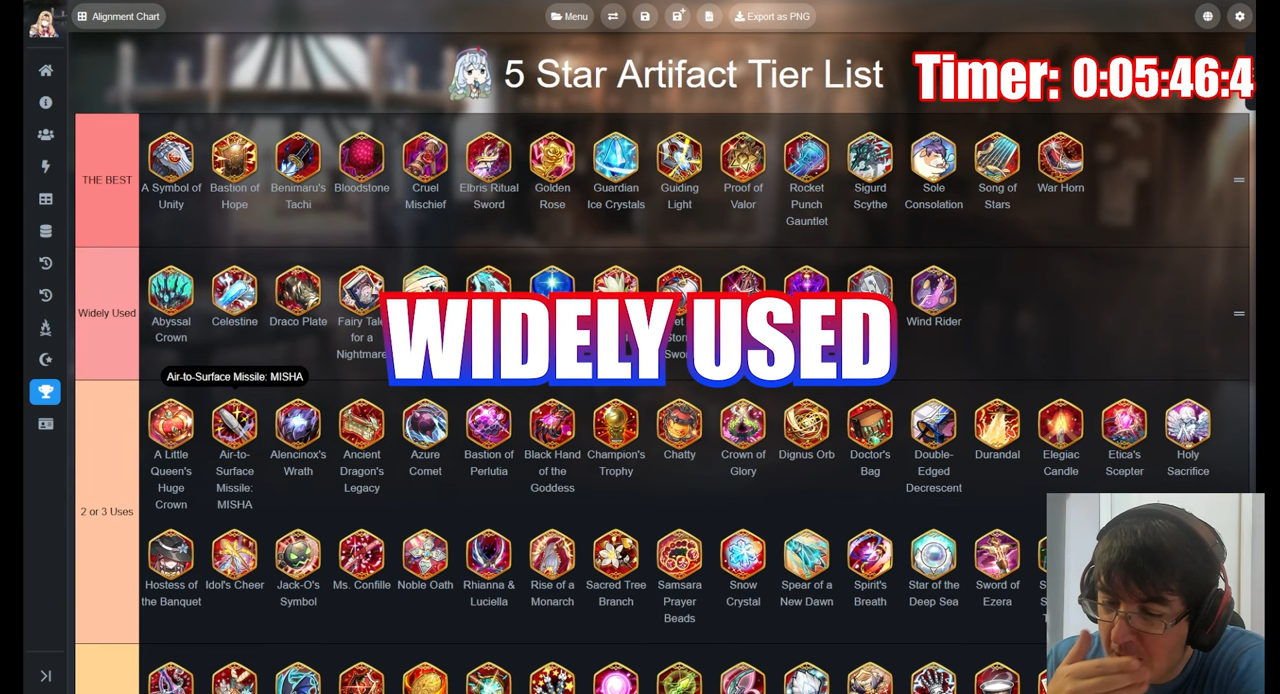 Alignment Chart
Menu
Export as PNG
5 Star Artifact Tier List
Timer: 0:05:46:4
THE BEST
A Symbol of Unity
Bastion of Hope
Benimaru's Tachi
Bloodstone
Cruel Mischief
Elbris Ritual Sword
Golden Rose
Guardian Ice Crystals
Guiding Light
Proof of Valor
Rocket Punch Gauntlet
Sigurd Scythe
Sole Consolation
Song of Stars
War Horn
Widely Used
Abyssal Crown
Celestine
Draco Plate
Fairy Tale for a Nightmare
Wind Rider
WIDELY USED
Air-to-Surface Missile: MISHA
2 or 3 Uses
A Little Queen's Huge Crown
Air-to-Surface Missile: MISHA
Alencinox's Wrath
Ancient Dragon's Legacy
Azure Comet
Bastion of Perlutia
Black Hand of the Goddess
Champion's Trophy
Chatty
Crown of Glory
Dignus Orb
Doctor's Bag
Double-Edged Decrescent
Durandal
Elegiac Candle
Etica's Scepter
Holy Sacrifice
Hostess of the Banquet
Idol's Cheer
Jack-O's Symbol
Ms. Confille
Noble Oath
Rhianna & Luciella
Rise of a Monarch
Sacred Tree Branch
Samsara Prayer Beads
Snow Crystal
Spear of a New Dawn
Spirit's Breath
Star of the Deep Sea
Sword of Ezera